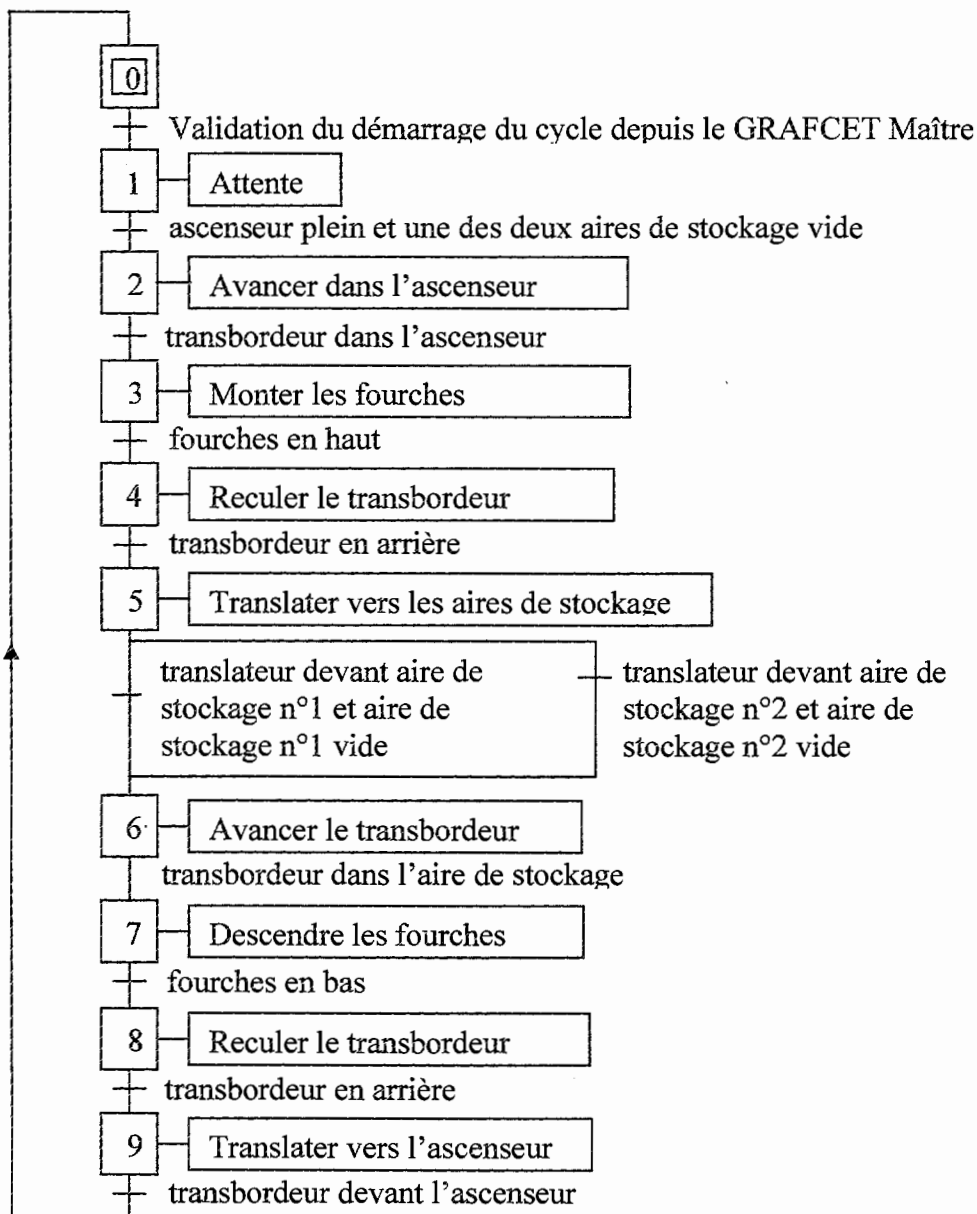 0
Validation du démarrage du cycle depuis le GRAFCET Maître
1 Attente
ascenseur plein et une des deux aires de stockage vide
2 Avancer dans l’ascenseur
transbordeur dans l’ascenseur
3 Monter les fourches
fourches en haut
4 Reculer le transbordeur
transbordeur en arrière
5 Translater vers les aires de stockage
translateur devant aire de
stockage n°1 et aire de
stockage n°1 vide
translateur devant aire de
stockage n°2 et aire de
stockage n°2 vide
6 Avancer le transbordeur
transbordeur dans l’aire de stockage
7 Descendre les fourches
fourches en bas
8 Reculer le transbordeur
transbordeur en arrière
9 Translater vers l’ascenseur
transbordeur devant l’ascenseur